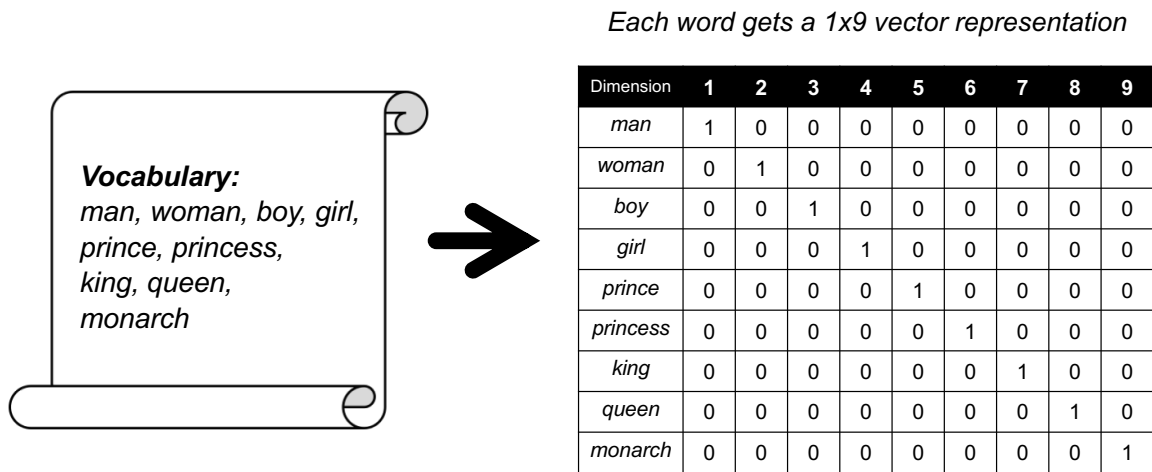 Each word gets a 1x9 vector representation
Vocabulary:
man, woman, boy, girl,
prince, princess,
king, queen,
monarch
Dimension 1 2 3 4 5 6 7 8 9
man 1 0 0 0 0 0 0 0 0
woman 0 1 0 0 0 0 0 0 0
boy 0 0 1 0 0 0 0 0 0
girl 0 0 0 1 0 0 0 0 0
prince 0 0 0 0 1 0 0 0 0
princess 0 0 0 0 0 1 0 0 0
king 0 0 0 0 0 0 1 0 0
queen 0 0 0 0 0 0 0 1 0
monarch 0 0 0 0 0 0 0 0 1